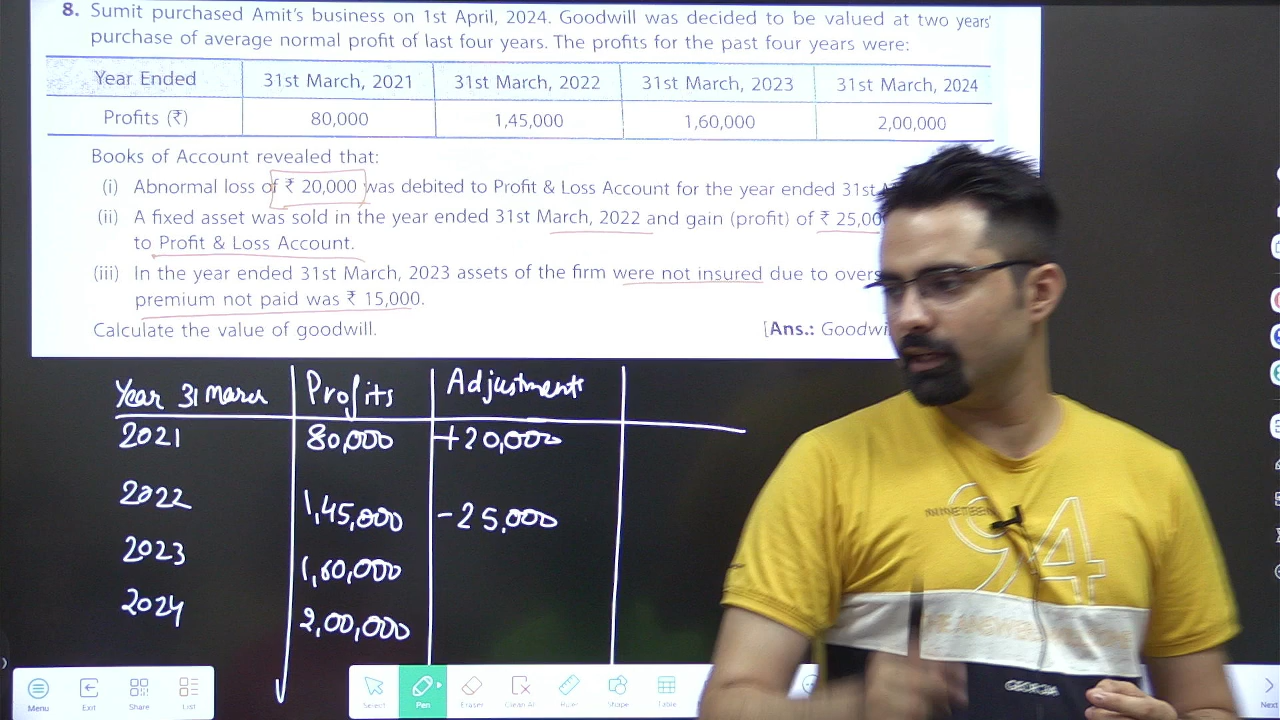 8. Sumit purchased Amit's business on 1st April, 2024. Goodwill was decided to be valued at two years'
purchase of average normal profit of last four years. The profits for the past four years were:
Year Ended 31st March, 2021 31st March, 2022 31st March, 2023 31st March, 2024
Profits (₹) 80,000 1,45,000 1,60,000 2,00,000
Books of Account revealed that:
(i) Abnormal loss of ₹ 20,000 was debited to Profit & Loss Account for the year ended 31st
(ii) A fixed asset was sold in the year ended 31st March, 2022 and gain (profit) of ₹ 25,00
to Profit & Loss Account.
(iii) In the year ended 31st March, 2023 assets of the firm were not insured due to
premium not paid was ₹ 15,000.
Calculate the value of goodwill.
[Ans.:
Year 31 March Profits Adjustments
2021 80,000 +20,000
2022 1,45,000 -25,000
2023 1,60,000
2024 2,00,000
NINETEEN
94
GEORGIA
Menu Exit Share List Select Pen Eraser Clean All Ruler Shape Table Next